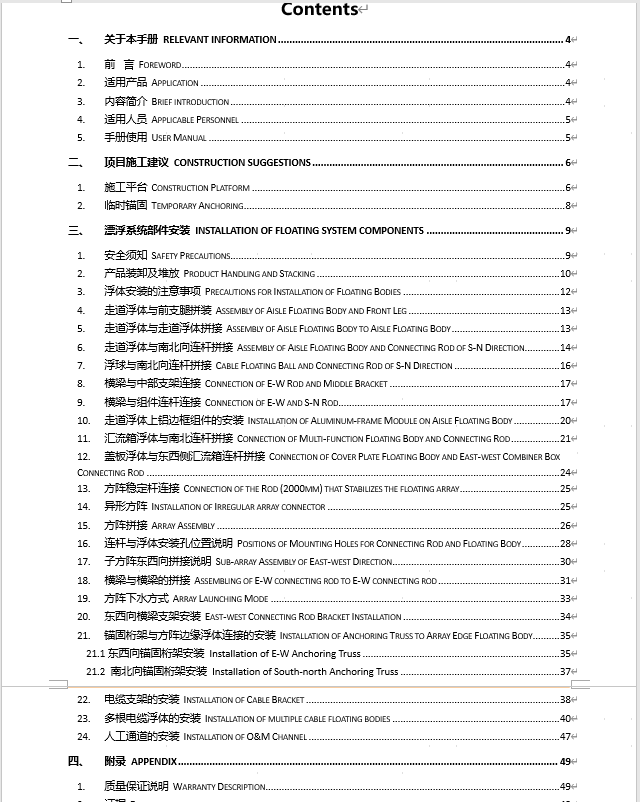 Contents
一、 关于本手册 RELEVANT INFORMATION 4
1. 前 言 FOREWORD 4
2. 适用产品 APPLICATION 4
3. 内容简介 BRIEF INTRODUCTION 4
4. 适用人员 APPLICABLE PERSONNEL 5
5. 手册使用 USER MANUAL 5
二、 项目施工建议 CONSTRUCTION SUGGESTIONS 6
1. 施工平台 CONSTRUCTION PLATFORM 6
2. 临时锚固 TEMPORARY ANCHORING 8
三、 漂浮系统部件安装 INSTALLATION OF FLOATING SYSTEM COMPONENTS 9
1. 安全须知 SAFETY PRECAUTIONS 9
2. 产品装卸及堆放 PRODUCT HANDLING AND STACKING 10
3. 浮体安装的注意事项 PRECAUTIONS FOR INSTALLATION OF FLOATING BODIES 12
4. 走道浮体与前支腿拼装 ASSEMBLY OF AISLE FLOATING BODY AND FRONT LEG 13
5. 走道浮体与走道浮体拼接 ASSEMBLY OF AISLE FLOATING BODY TO AISLE FLOATING BODY 13
6. 走道浮体与南北向连杆拼接 ASSEMBLY OF AISLE FLOATING BODY AND CONNECTING ROD OF S-N DIRECTION 14
7. 浮球与南北向连杆拼接 CABLE FLOATING BALL AND CONNECTING ROD OF S-N DIRECTION 16
8. 横梁与中部支架连接 CONNECTION OF E-W ROD AND MIDDLE BRACKET 17
9. 横梁与组件连杆连接 CONNECTION OF E-W AND S-N ROD 17
10. 走道浮体上铝边框组件的安装 INSTALLATION OF ALUMINUM-FRAME MODULE ON AISLE FLOATING BODY 20
11. 汇流箱浮体与南北连杆拼接 CONNECTION OF MULTI-FUNCTION FLOATING BODY AND CONNECTING ROD 21
12. 盖板浮体与东西侧汇流箱连杆拼接 CONNECTION OF COVER PLATE FLOATING BODY AND EAST-WEST COMBINER BOX
CONNECTING ROD 24
13. 方阵稳定杆连接 CONNECTION OF THE ROD (2000MM) THAT STABILIZES THE FLOATING ARRAY 25
14. 异形方阵 INSTALLATION OF IRREGULAR ARRAY CONNECTOR 25
15. 方阵拼接 ARRAY ASSEMBLY 26
16. 连杆与浮体安装孔位置说明 POSITIONS OF MOUNTING HOLES FOR CONNECTING ROD AND FLOATING BODY 28
17. 子方阵东西向拼接说明 SUB-ARRAY ASSEMBLY OF EAST-WEST DIRECTION 30
18. 横梁与横梁的拼接 ASSEMBLING OF E-W CONNECTING ROD TO E-W CONNECTING ROD 31
19. 方阵下水方式 ARRAY LAUNCHING MODE 33
20. 东西向横梁支架安装 EAST-WEST CONNECTING ROD BRACKET INSTALLATION 34
21. 锚固桁架与方阵边缘浮体连接的安装 INSTALLATION OF ANCHORING TRUSS TO ARRAY EDGE FLOATING BODY 35
21.1 东西向锚固桁架安装 Installation of E-W Anchoring Truss 35
21.2 南北向锚固桁架安装 Installation of South-north Anchoring Truss 37
22. 电缆支架的安装 INSTALLATION OF CABLE BRACKET 38
23. 多根电缆浮体的安装 INSTALLATION OF MULTIPLE CABLE FLOATING BODIES 40
24. 人工通道的安装 INSTALLATION OF O&M CHANNEL 47
四、 附录 APPENDIX 49
1. 质量保证说明 WARRANTY DESCRIPTION 49